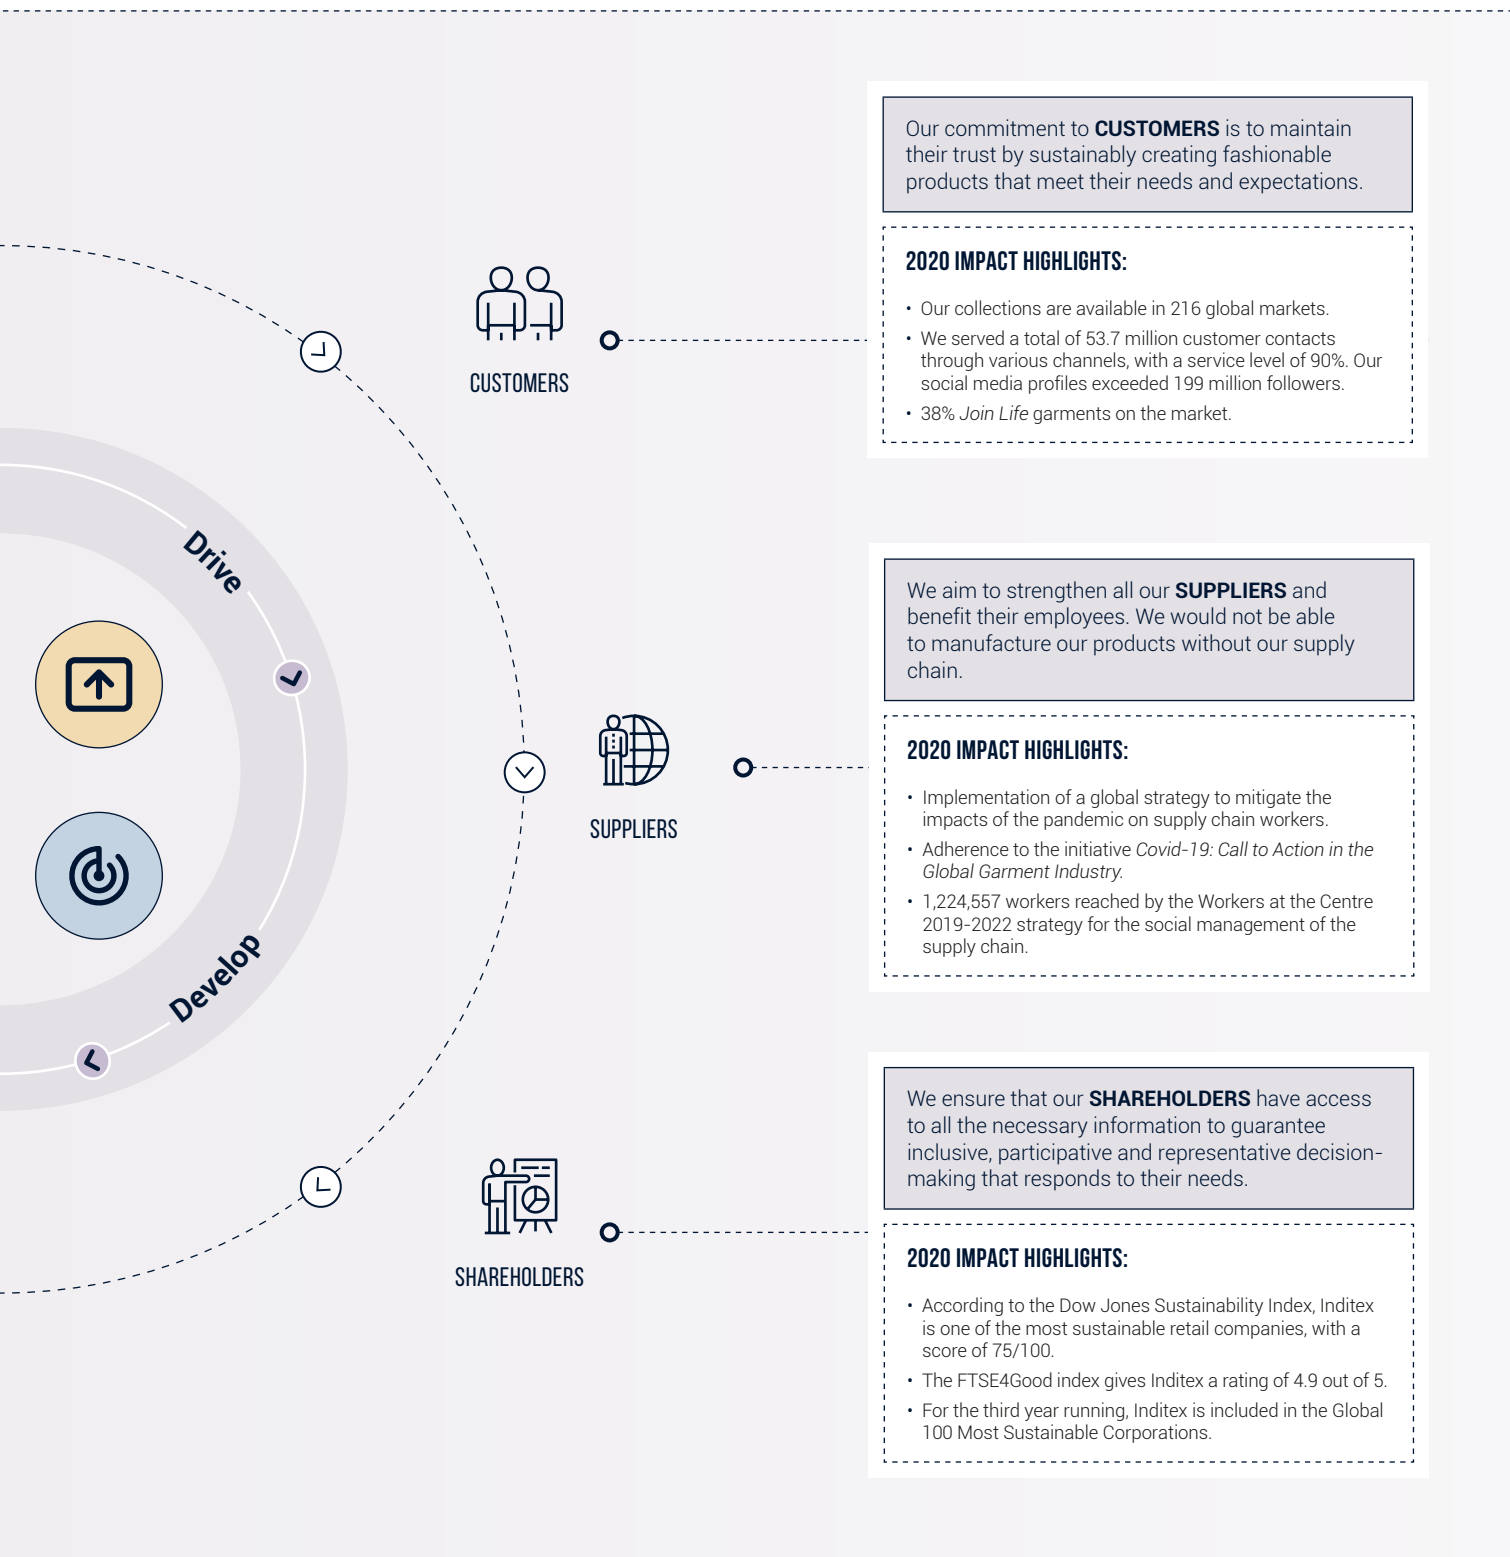 Our commitment to CUSTOMERS is to maintain
their trust by sustainably creating fashionable
products that meet their needs and expectations.
2020 IMPACT HIGHLIGHTS:
• Our collections are available in 216 global markets.
• We served a total of 53.7 million customer contacts
through various channels, with a service level of 90%. Our
social media profiles exceeded 199 million followers.
• 38% Join Life garments on the market.
CUSTOMERS
Drive
We aim to strengthen all our SUPPLIERS and
benefit their employees. We would not be able
to manufacture our products without our supply
chain.
2020 IMPACT HIGHLIGHTS:
• Implementation of a global strategy to mitigate the
impacts of the pandemic on supply chain workers.
• Adherence to the initiative Covid-19: Call to Action in the
Global Garment Industry.
• 1,224,557 workers reached by the Workers at the Centre
2019-2022 strategy for the social management of the
supply chain.
SUPPLIERS
Develop
We ensure that our SHAREHOLDERS have access
to all the necessary information to guarantee
inclusive, participative and representative decision-
making that responds to their needs.
2020 IMPACT HIGHLIGHTS:
• According to the Dow Jones Sustainability Index, Inditex
is one of the most sustainable retail companies, with a
score of 75/100.
• The FTSE4Good index gives Inditex a rating of 4.9 out of 5.
• For the third year running, Inditex is included in the Global
100 Most Sustainable Corporations.
SHAREHOLDERS